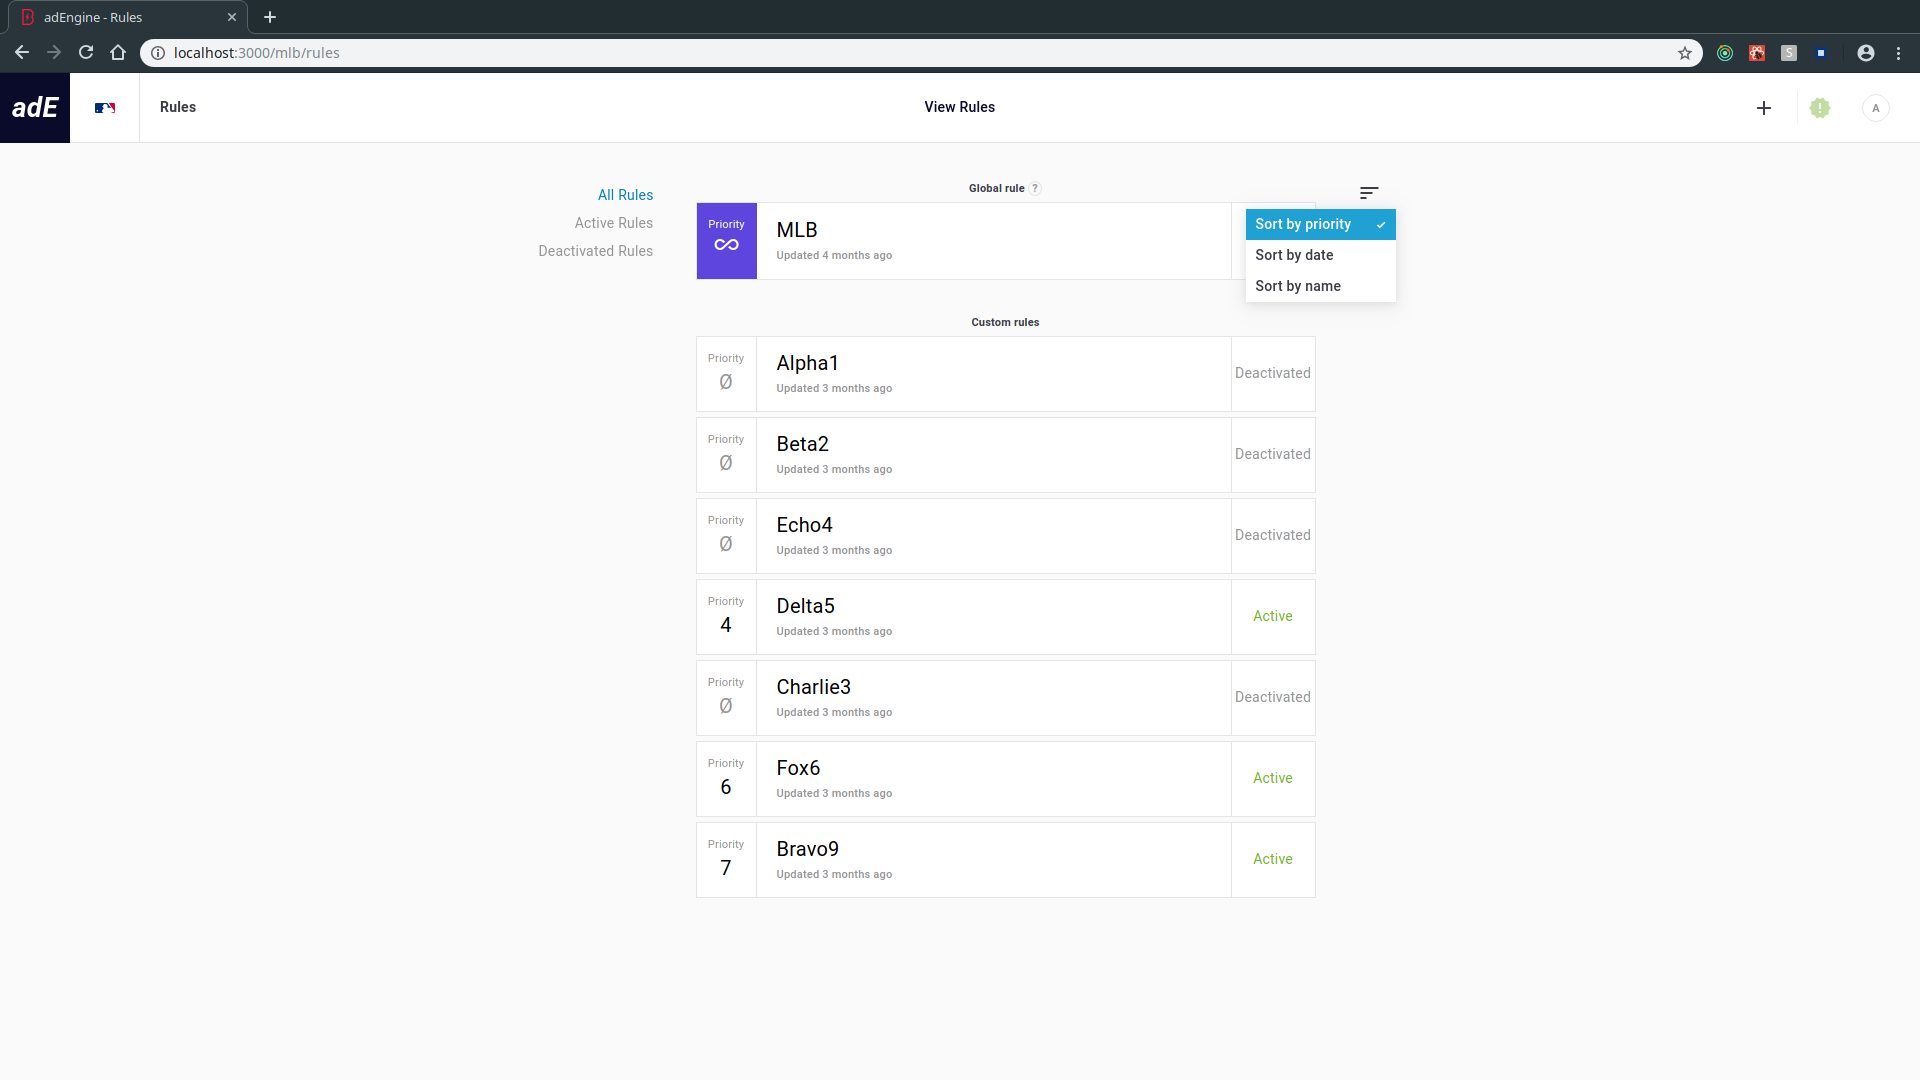 adEngine - Rules
localhost:3000/mlb/rules
adE
Rules
View Rules
A
All Rules
Active Rules
Deactivated Rules
Global rule ?
Priority
∞
MLB
Updated 4 months ago
Sort by priority
Sort by date
Sort by name
Custom rules
Priority
Ø
Alpha1
Updated 3 months ago
Deactivated
Priority
Ø
Beta2
Updated 3 months ago
Deactivated
Priority
Ø
Echo4
Updated 3 months ago
Deactivated
Priority
4
Delta5
Updated 3 months ago
Active
Priority
Ø
Charlie3
Updated 3 months ago
Deactivated
Priority
6
Fox6
Updated 3 months ago
Active
Priority
7
Bravo9
Updated 3 months ago
Active